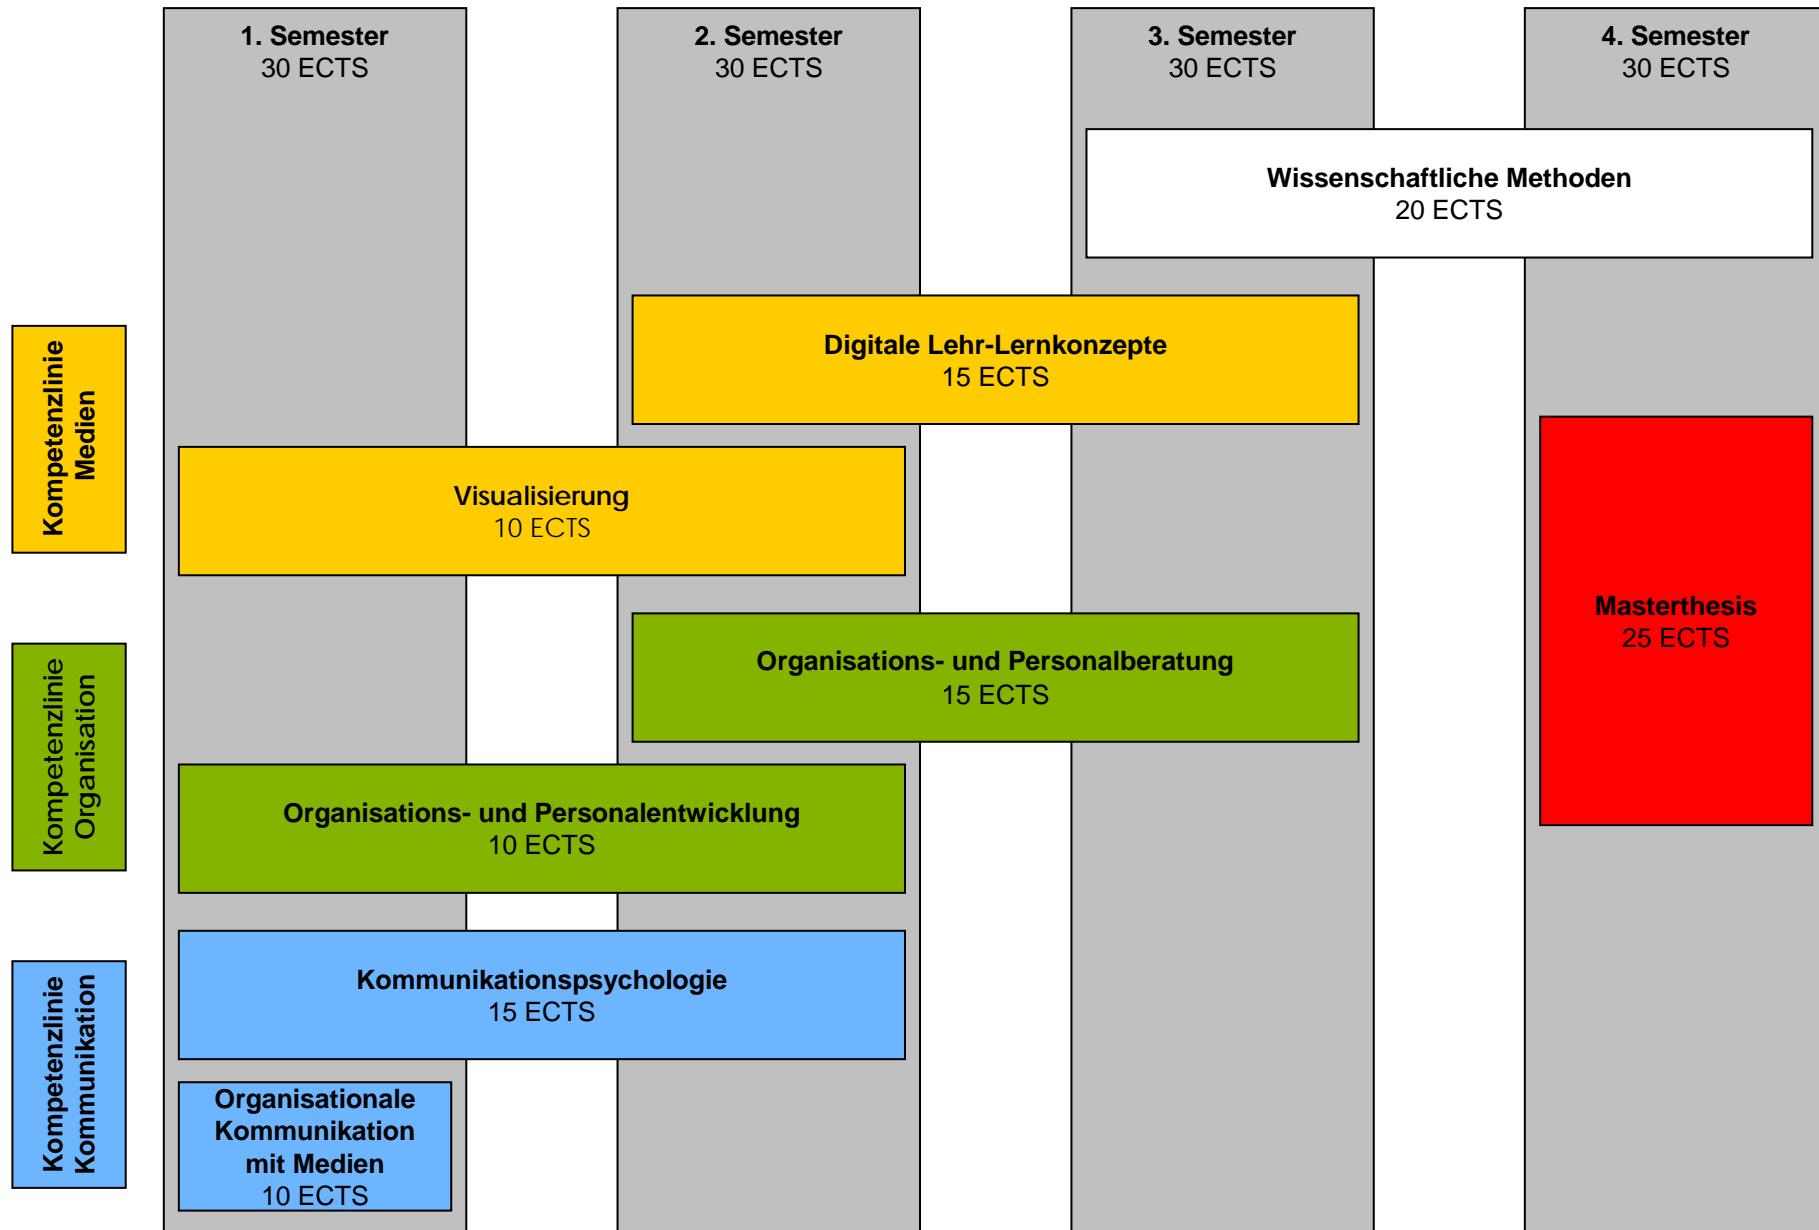 1. Semester
30 ECTS
2. Semester
30 ECTS
3. Semester
30 ECTS
4. Semester
30 ECTS
Wissenschaftliche Methoden
20 ECTS
Kompetenzlinie
Medien
Digitale Lehr-Lernkonzepte
15 ECTS
Visualisierung
10 ECTS
Masterthesis
25 ECTS
Kompetenzlinie
Organisation
Organisations- und Personalberatung
15 ECTS
Organisations- und Personalentwicklung
10 ECTS
Kompetenzlinie
Kommunikation
Kommunikationspsychologie
15 ECTS
Organisationale
Kommunikation
mit Medien
10 ECTS